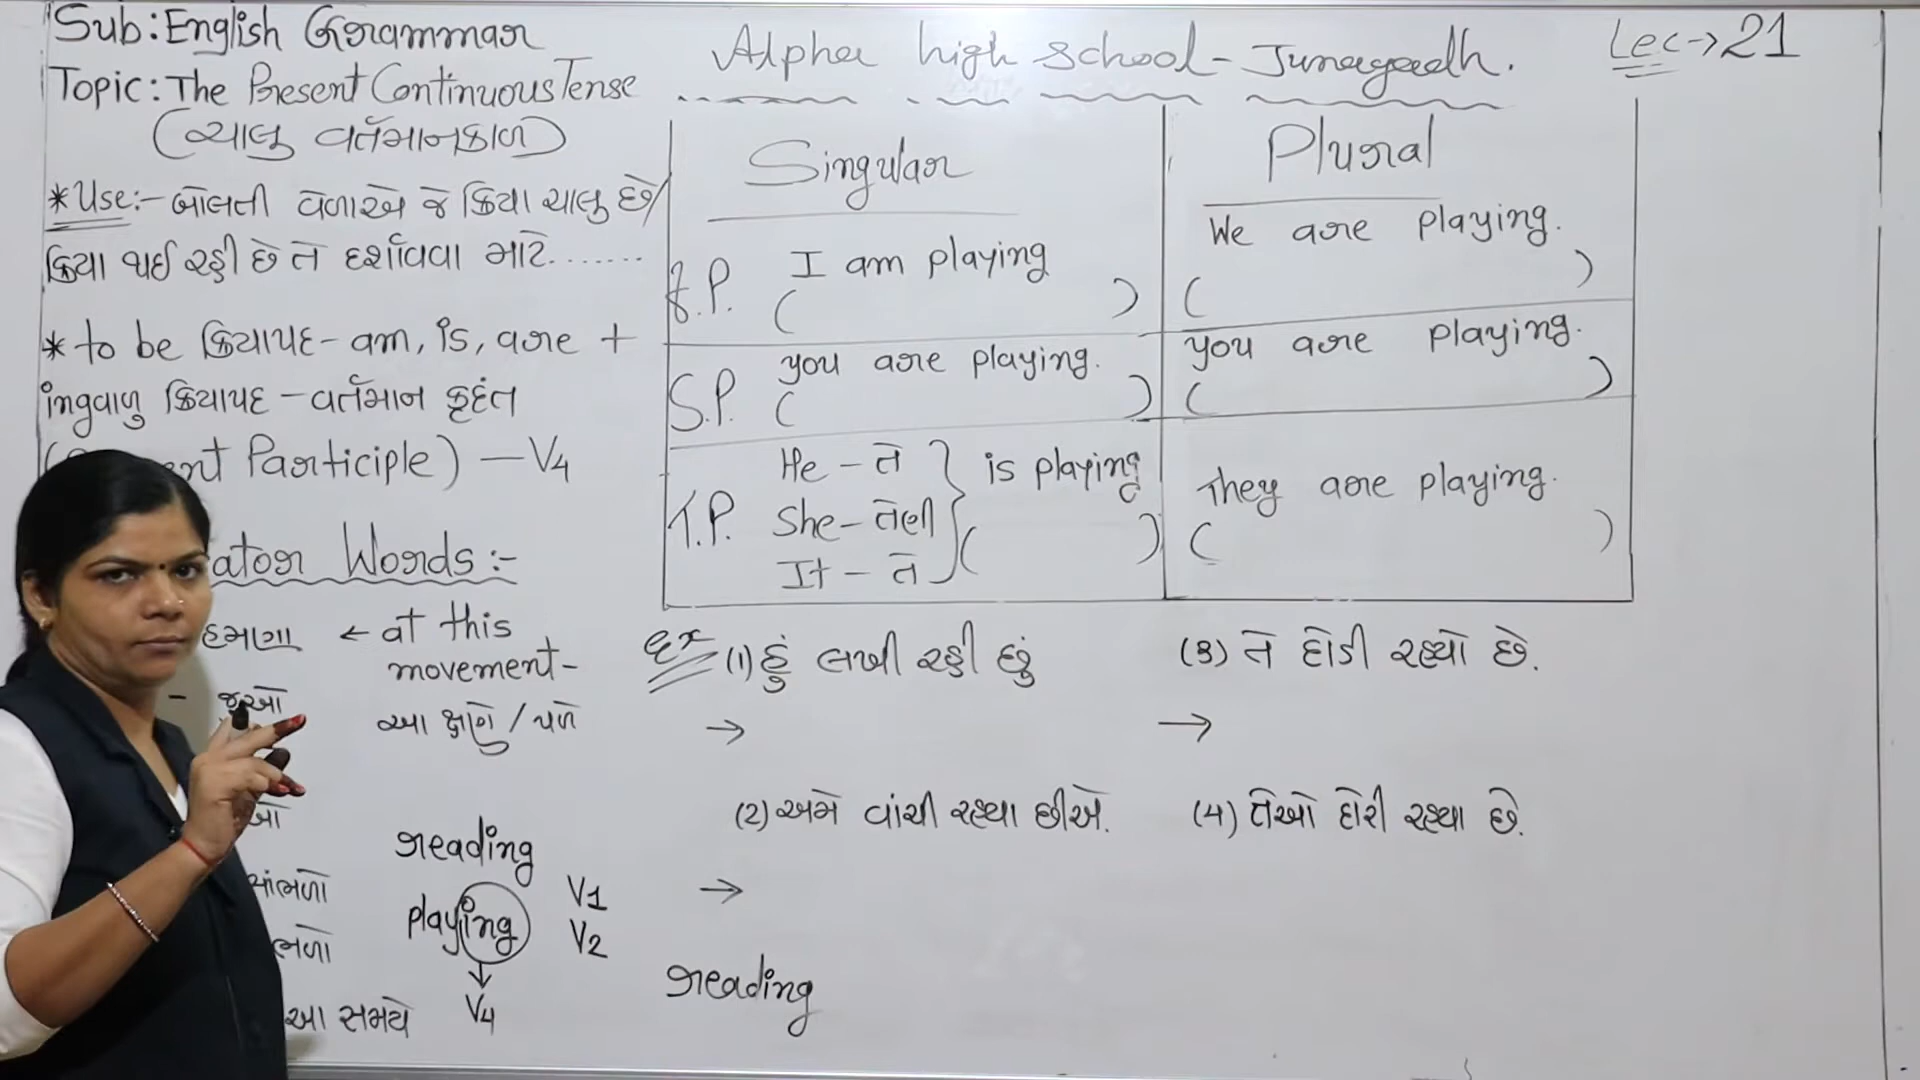 Sub: English Grammar
Topic: The Present Continuous Tense
(ચાલુ વર્તમાનકાળ)
* Use:- બોલતી વેળાએ જે ક્રિયા ચાલુ છે/
ક્રિયા થઈ રહી છે તે દર્શાવવા માટે.......
* to be ક્રિયાપદ - am, is, are +
ingવાળુ ક્રિયાપદ - વર્તમાન કૃદંત
Participle) - V4
Words :-
હમણા ← at this
movement -
- જુઓ આ ક્ષણે / પળે
સાંભળો
આ સમયે
reading
playing
V4
V1
V2
Alpha high school - Junagadh.
Lec → 21
Singular Plural
F.P. I am playing We are playing.
( ) ( )
S.P. you are playing. you are playing.
( ) ( )
T.P. He - તે } is playing They are playing.
She - તેણી ( ) ( )
It - તે
Ex (1) હું લખી રહી છું (3) તે દોડી રહ્યો છે.
→ →
(2) અમે વાંચી રહ્યા છીએ. (4) તેઓ દોરી રહ્યા છે.
→
reading